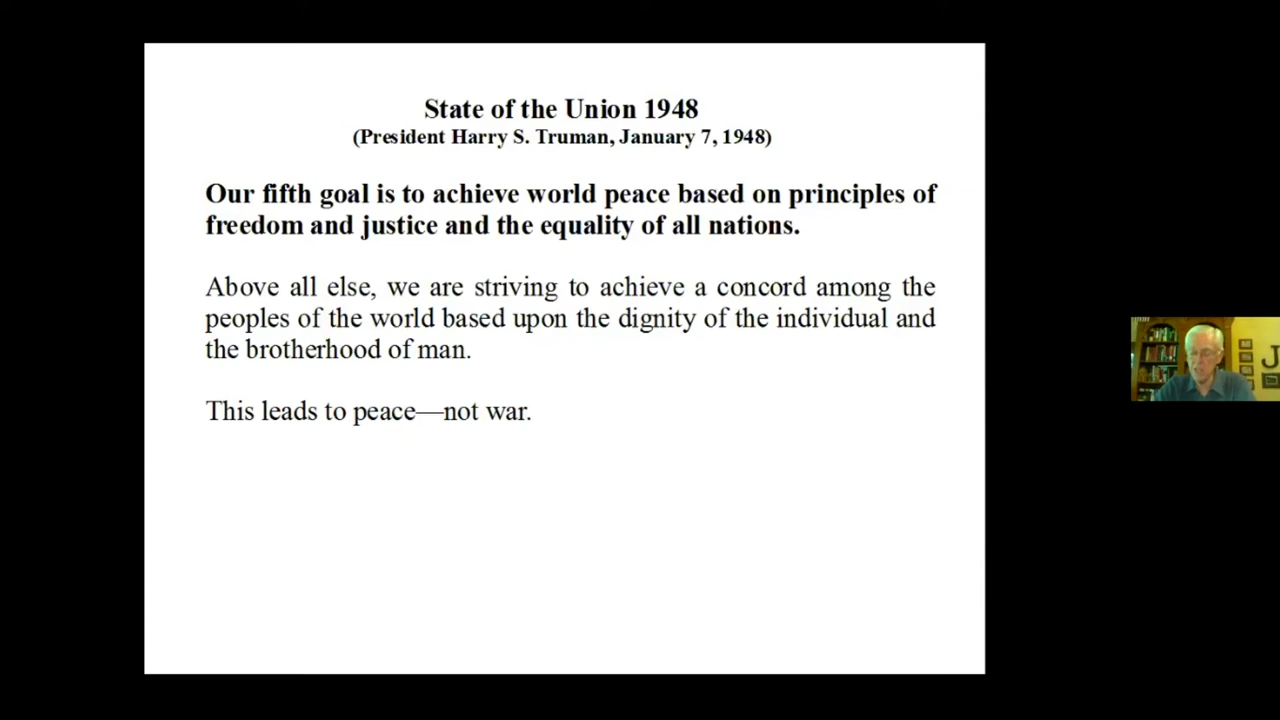 State of the Union 1948
(President Harry S. Truman, January 7, 1948)
Our fifth goal is to achieve world peace based on principles of
freedom and justice and the equality of all nations.
Above all else, we are striving to achieve a concord among the
peoples of the world based upon the dignity of the individual and
the brotherhood of man.
This leads to peace—not war.
J